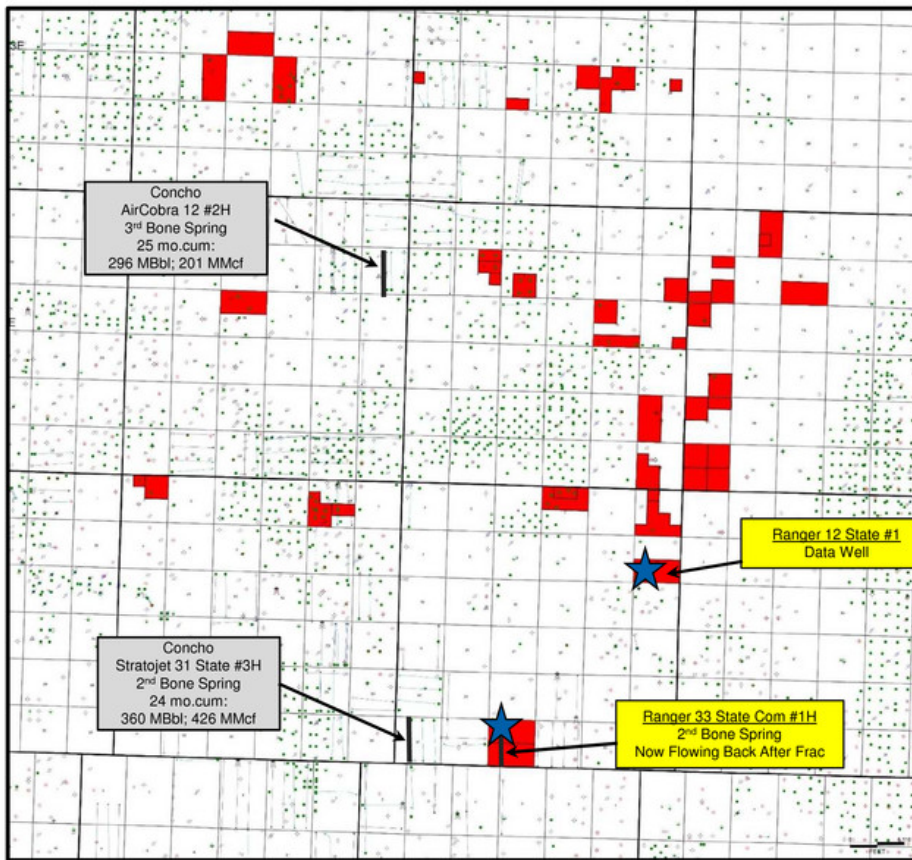 3E
Concho
AirCobra 12 #2H
3rd Bone Spring
25 mo.cum:
296 MBbl; 201 MMcf
E
Ranger 12 State #1
Data Well
Concho
Stratojet 31 State #3H
2nd Bone Spring
24 mo.cum:
360 MBbl; 426 MMcf
Ranger 33 State Com #1H
2nd Bone Spring
Now Flowing Back After Frac
FEET